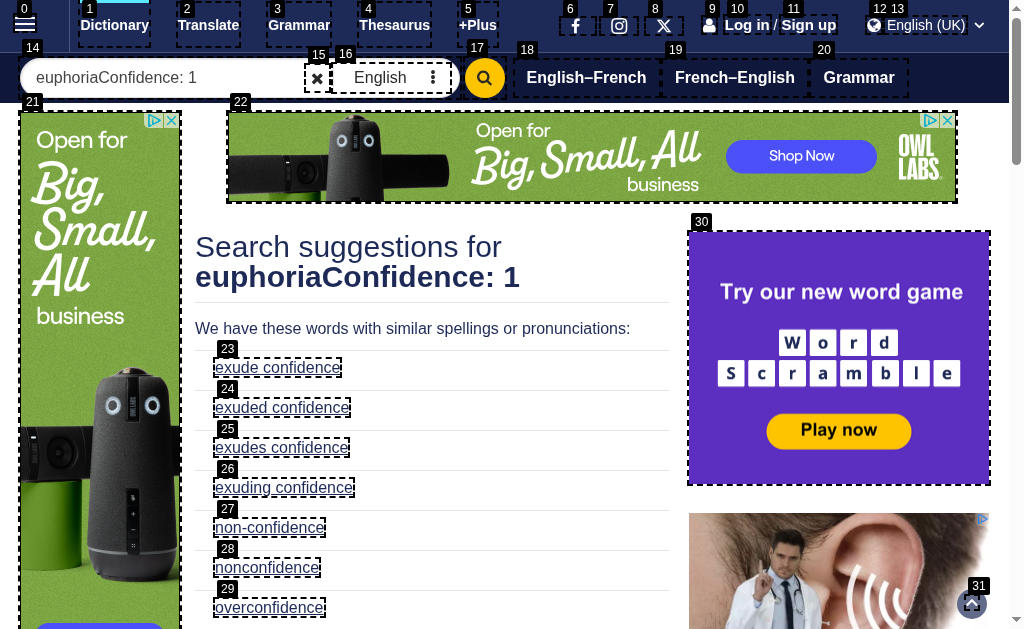 0 1 2 3 4 5 6 7 8 9 10 11 12 13
Dictionary Translate Grammar Thesaurus +Plus Log in / Sign up English (UK)
14 15 16 17 18 19 20
euphoriaConfidence: 1 English English–French French–English Grammar
21 22
Open for
Big,
Small,
All
business
Open for
Big, Small, All
business
Shop Now
OWL
LABS
Search suggestions for
euphoriaConfidence: 1
We have these words with similar spellings or pronunciations:
23
exude confidence
24
exuded confidence
25
exudes confidence
26
exuding confidence
27
non-confidence
28
nonconfidence
29
overconfidence
30
Try our new word game
Word
Scramble
Play now
31